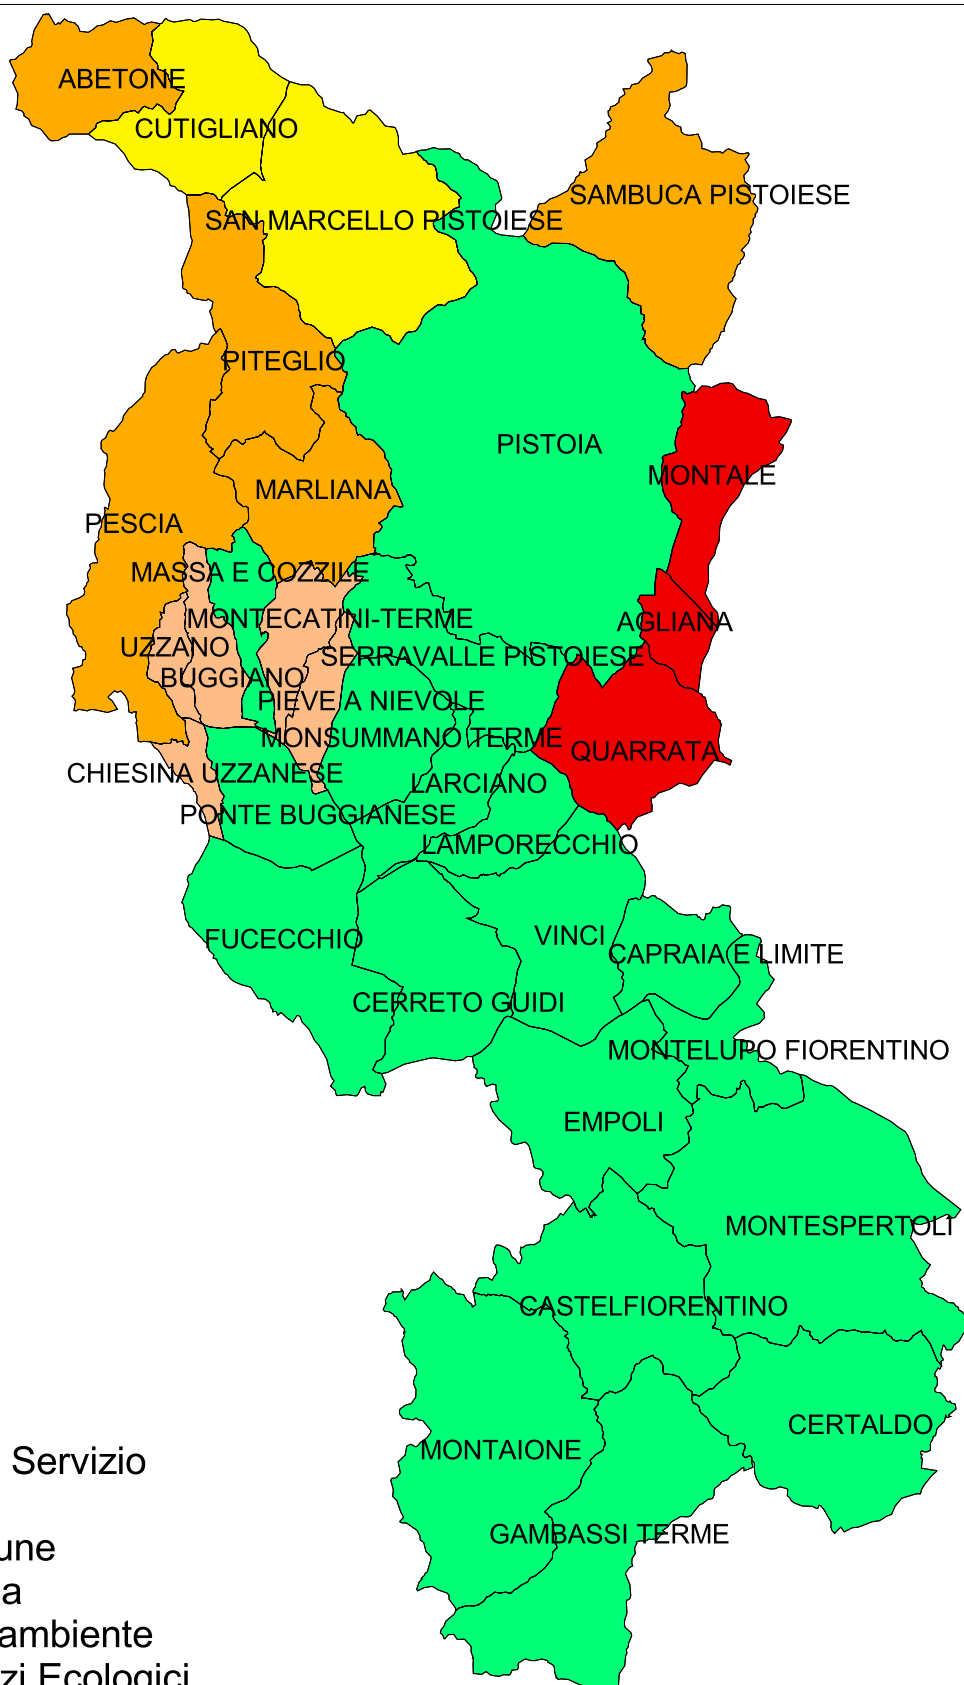 ABETONE
CUTIGLIANO
SAMBUCA PISTOIESE
SAN MARCELLO PISTOIESE
PITEGLIO
PISTOIA
MONTALE
MARLIANA
PESCIA
MASSA E COZZILE
MONTECATINI-TERME
AGLIANA
UZZANO
SERRAVALLE PISTOIESE
BUGGIANO
PIEVE A NIEVOLE
MONSUMMANO TERME
QUARRATA
CHIESINA UZZANESE
LARCIANO
PONTE BUGGIANESE
LAMPORECCHIO
FUCECCHIO
VINCI
CAPRAIA E LIMITE
CERRETO GUIDI
MONTELUPO FIORENTINO
EMPOLI
MONTESPERTOLI
CASTELFIORENTINO
CERTALDO
MONTAIONE
Servizio
GAMBASSI TERME
une
a
ambiente
zi Ecologici